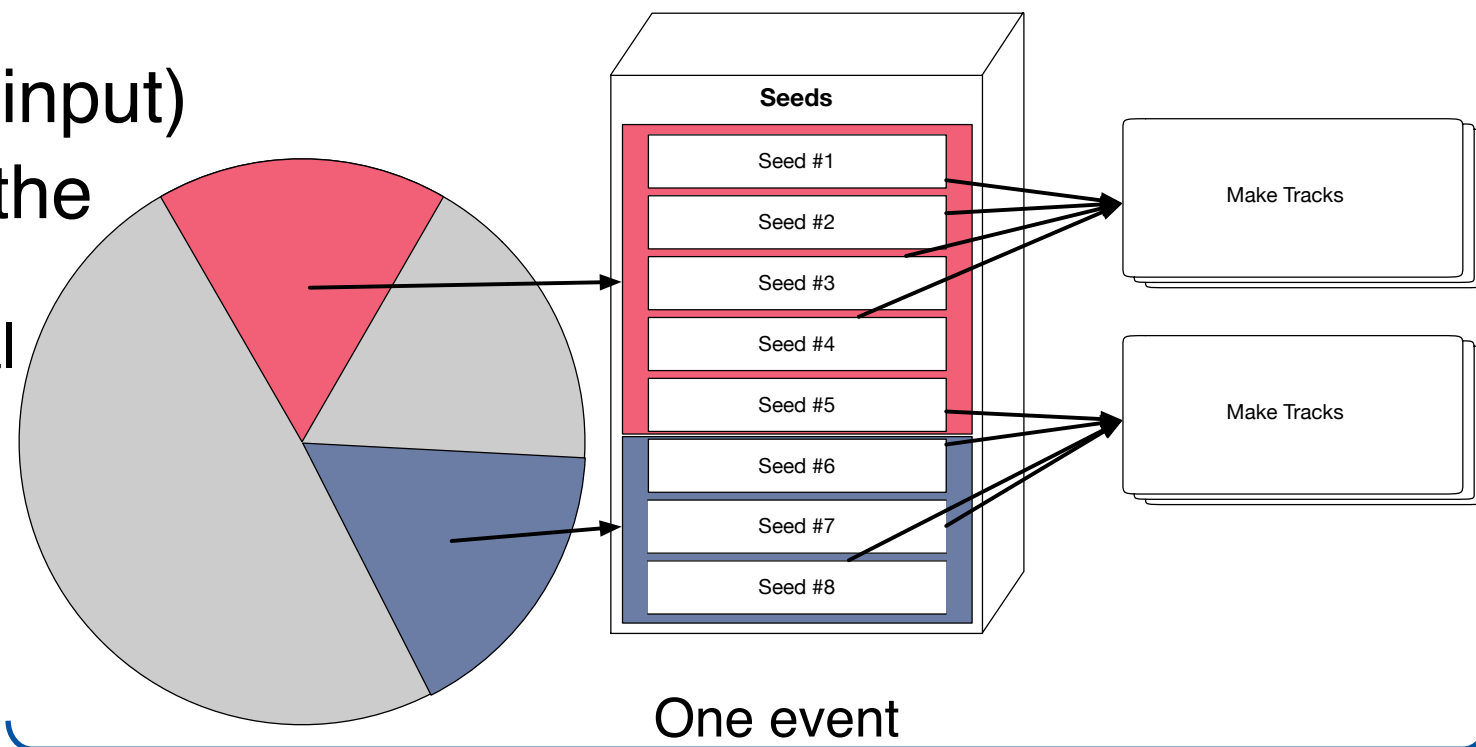 input)
the
Seeds
Seed #1
Seed #2
Seed #3
Seed #4
Seed #5
Seed #6
Seed #7
Seed #8
Make Tracks
Make Tracks
One event